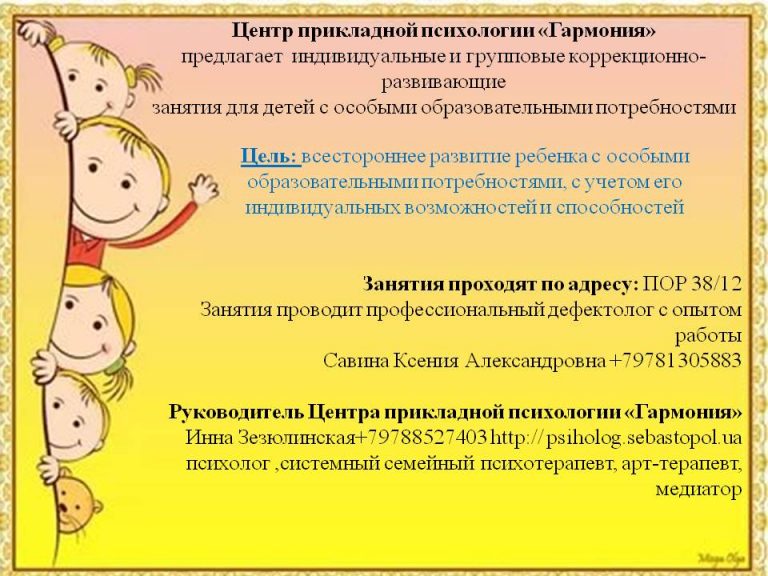 Центр прикладной психологии «Гармония»
предлагает индивидуальные и групповые коррекционно-
развивающие
занятия для детей с особыми образовательными потребностями
Цель: всестороннее развитие ребенка с особыми
образовательными потребностями, с учетом его
индивидуальных возможностей и способностей
Занятия проходят по адресу: ПОР 38/12
Занятия проводит профессиональный дефектолог с опытом
работы
Савина Ксения Александровна +79781305883
Руководитель Центра прикладной психологии «Гармония»
Инна Зезюлинская+79788527403 http:// psiholog.sebastopol.ua
психолог ,системный семейный психотерапевт, арт-терапевт,
медиатор